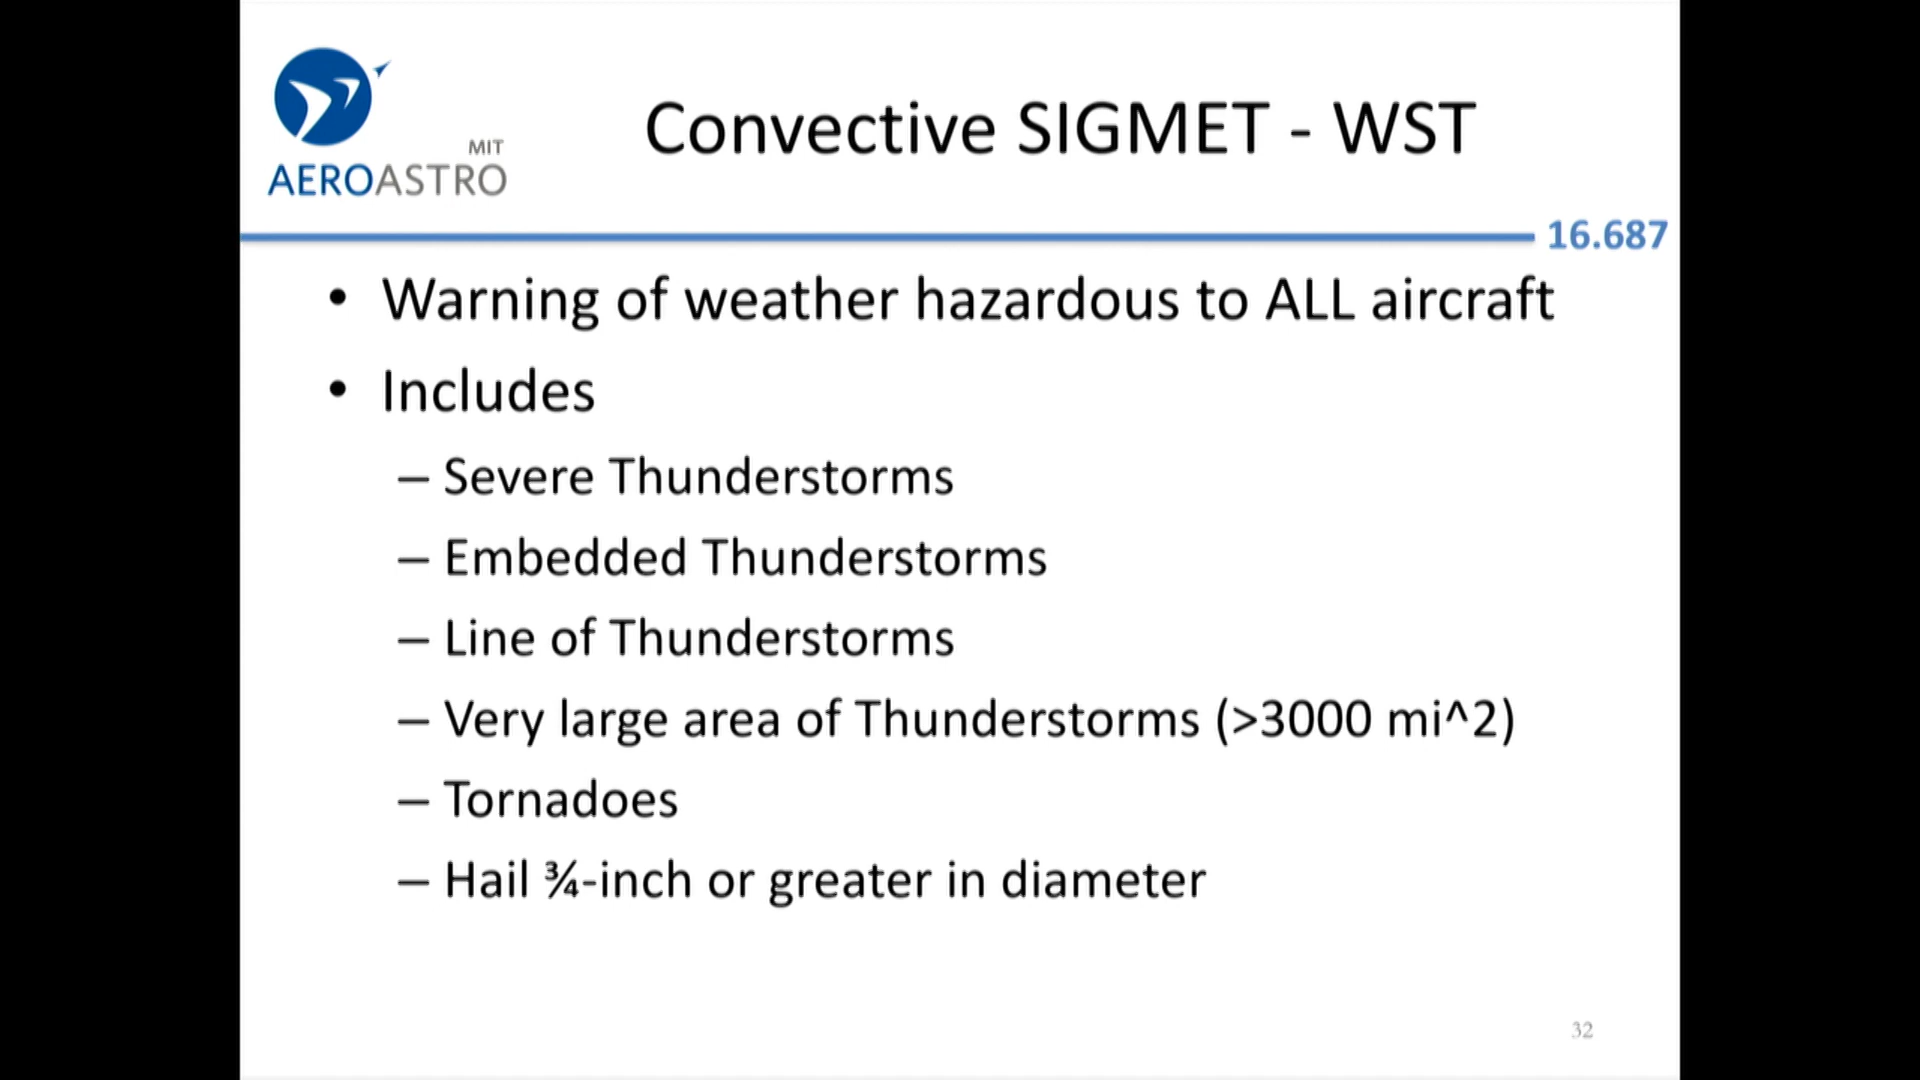 MIT
AEROASTRO
Convective SIGMET - WST
16.687
• Warning of weather hazardous to ALL aircraft
• Includes
– Severe Thunderstorms
– Embedded Thunderstorms
– Line of Thunderstorms
– Very large area of Thunderstorms (>3000 mi^2)
– Tornadoes
– Hail ¾-inch or greater in diameter
32